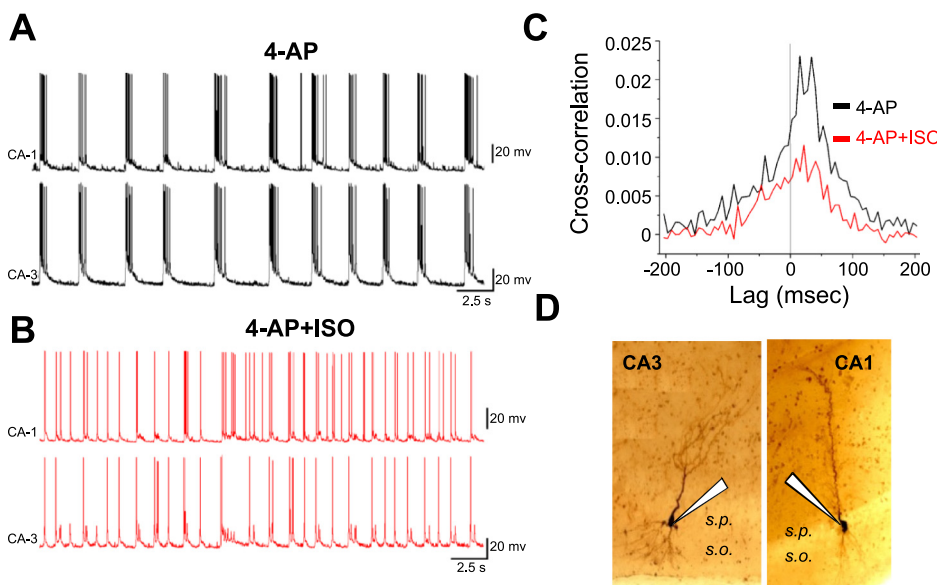 A
4-AP
CA-1
20 mv
CA-3
20 mv
2.5 s
B
4-AP+ISO
CA-1
20 mv
CA-3
20 mv
2.5 s
C
0.025
0.020
0.015
0.010
0.005
0
Cross-correlation
4-AP
4-AP+ISO
-200 -100 0 100 200
Lag (msec)
D
CA3
s.p.
s.o.
CA1
s.p.
s.o.